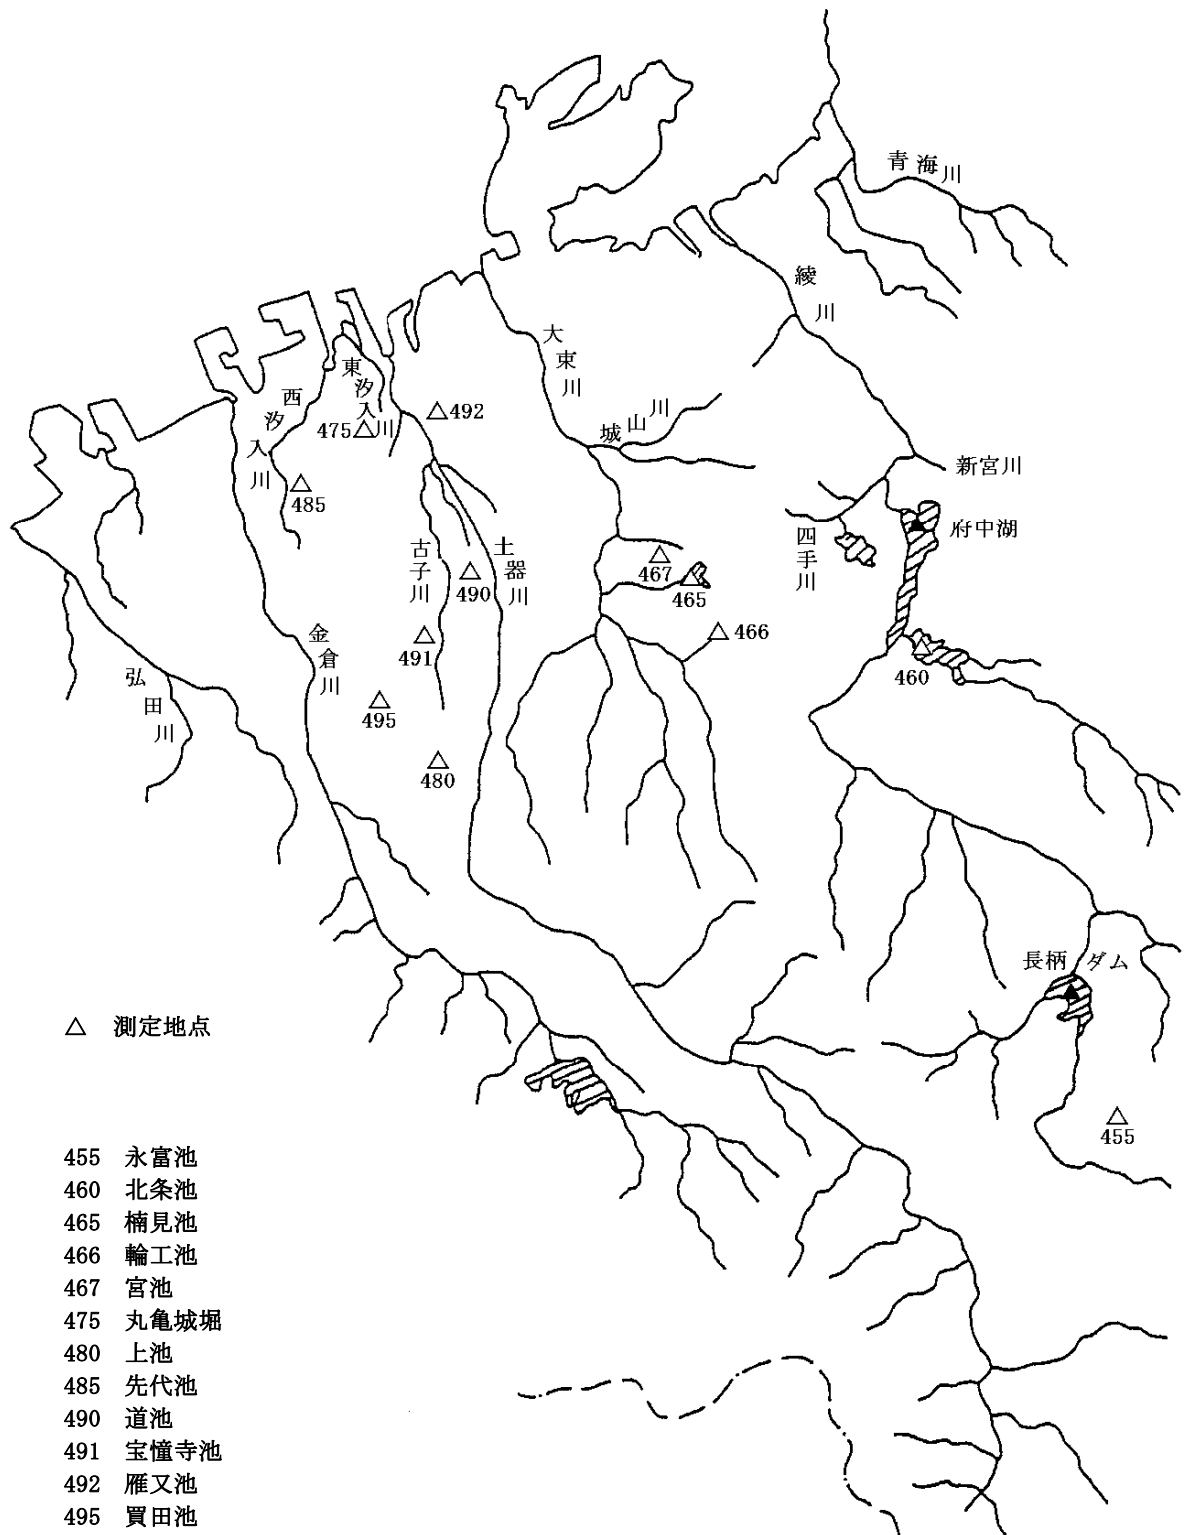 青海川
綾川
大束川
東汐入川
西汐入川
475
492
城山川
新宮川
485
府中湖
四手川
古子川
土器川
467
465
490
466
491
金倉川
460
弘田川
495
480
長柄ダム
△ 測定地点
455
455 永富池
460 北条池
465 楠見池
466 輪工池
467 宮池
475 丸亀城堀
480 上池
485 先代池
490 道池
491 宝憧寺池
492 雁又池
495 買田池